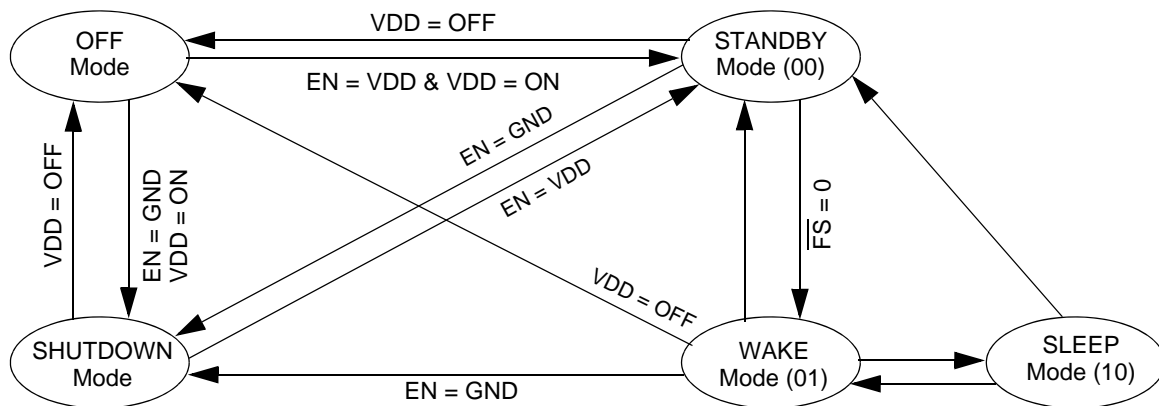 VDD = OFF
OFF
Mode
STANDBY
Mode (00)
EN = VDD & VDD = ON
EN = GND
EN = VDD
VDD = OFF
EN = GND
VDD = ON
F̅S̅ = 0
VDD = OFF
SHUTDOWN
Mode
WAKE
Mode (01)
SLEEP
Mode (10)
EN = GND